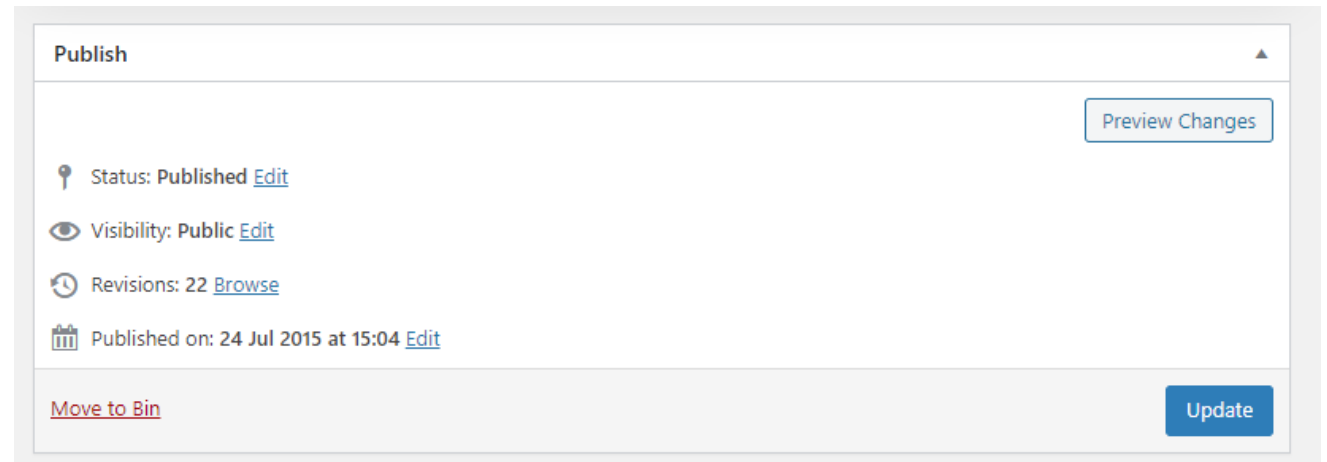 Publish
Preview Changes
Status: Published Edit
Visibility: Public Edit
Revisions: 22 Browse
Published on: 24 Jul 2015 at 15:04 Edit
Move to Bin
Update